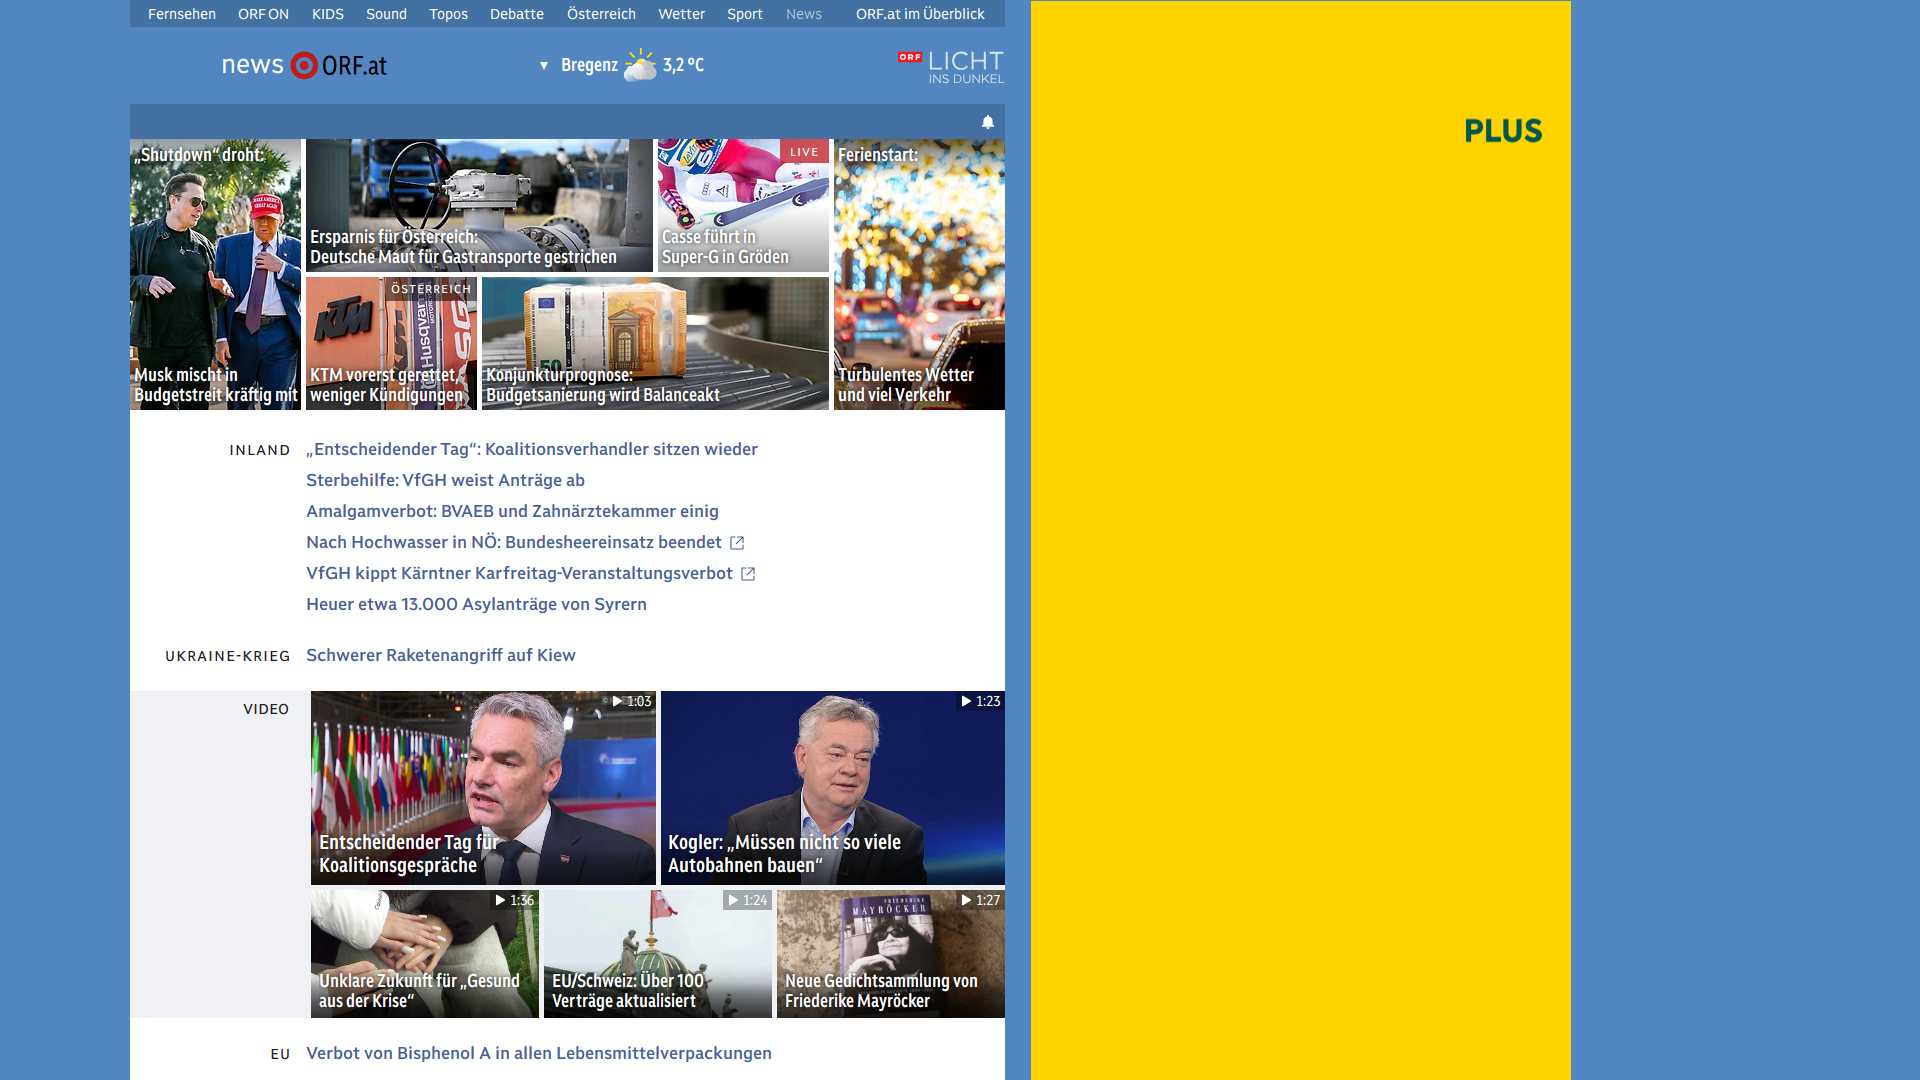 Fernsehen ORF ON KIDS Sound Topos Debatte Österreich Wetter Sport News ORF.at im Überblick
news ORF.at
Bregenz 3,2 °C
ORF LICHT
INS DUNKEL
PLUS
„Shutdown“ droht:
Musk mischt in
Budgetstreit kräftig mit
Ersparnis für Österreich:
Deutsche Maut für Gastransporte gestrichen
LIVE
Casse führt in
Super-G in Gröden
Ferienstart:
Turbulentes Wetter
und viel Verkehr
ÖSTERREICH
KTM
KTM vorerst gerettet,
weniger Kündigungen
Konjunkturprognose:
Budgetsanierung wird Balanceakt
INLAND
„Entscheidender Tag“: Koalitionsverhandler sitzen wieder
Sterbehilfe: VfGH weist Anträge ab
Amalgamverbot: BVAEB und Zahnärztekammer einig
Nach Hochwasser in NÖ: Bundesheereinsatz beendet
VfGH kippt Kärntner Karfreitag-Veranstaltungsverbot
Heuer etwa 13.000 Asylanträge von Syrern
UKRAINE-KRIEG
Schwerer Raketenangriff auf Kiew
VIDEO
1:03
Entscheidender Tag für
Koalitionsgespräche
1:23
Kogler: „Müssen nicht so viele
Autobahnen bauen“
1:36
Unklare Zukunft für „Gesund
aus der Krise“
1:24
EU/Schweiz: Über 100
Verträge aktualisiert
1:27
FRIEDERIKE
MAYRÖCKER
Neue Gedichtsammlung von
Friederike Mayröcker
EU
Verbot von Bisphenol A in allen Lebensmittelverpackungen